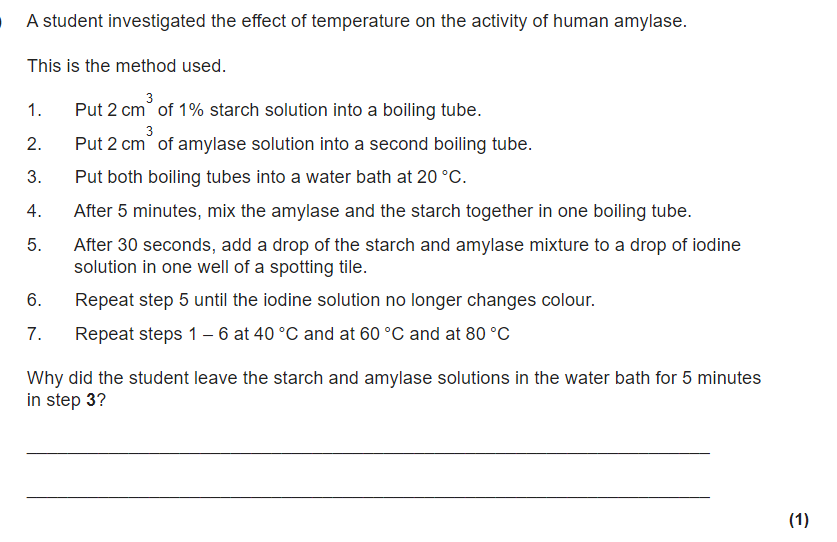 A student investigated the effect of temperature on the activity of human amylase.
This is the method used.
1. Put 2 cm³ of 1% starch solution into a boiling tube.
2. Put 2 cm³ of amylase solution into a second boiling tube.
3. Put both boiling tubes into a water bath at 20 °C.
4. After 5 minutes, mix the amylase and the starch together in one boiling tube.
5. After 30 seconds, add a drop of the starch and amylase mixture to a drop of iodine
solution in one well of a spotting tile.
6. Repeat step 5 until the iodine solution no longer changes colour.
7. Repeat steps 1 – 6 at 40 °C and at 60 °C and at 80 °C
Why did the student leave the starch and amylase solutions in the water bath for 5 minutes
in step 3?
(1)